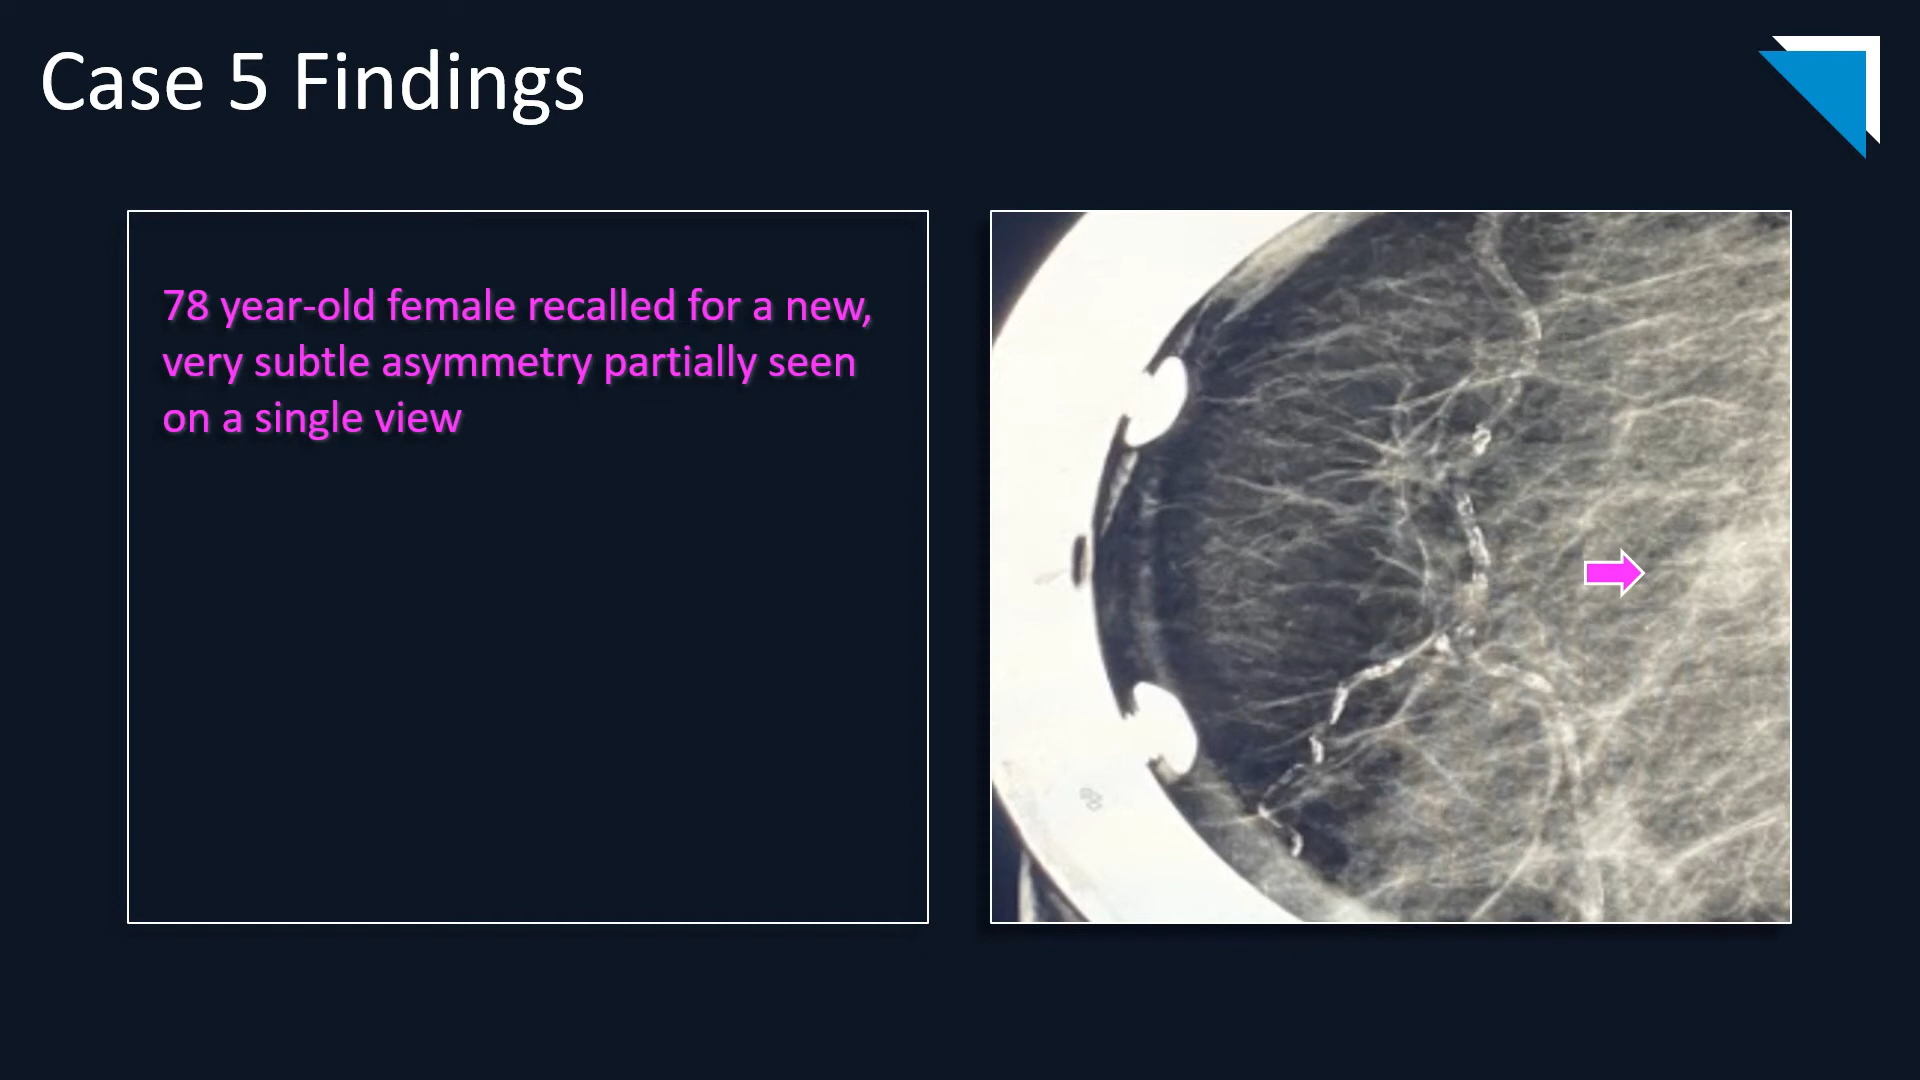 Case 5 Findings
78 year-old female recalled for a new,
very subtle asymmetry partially seen
on a single view